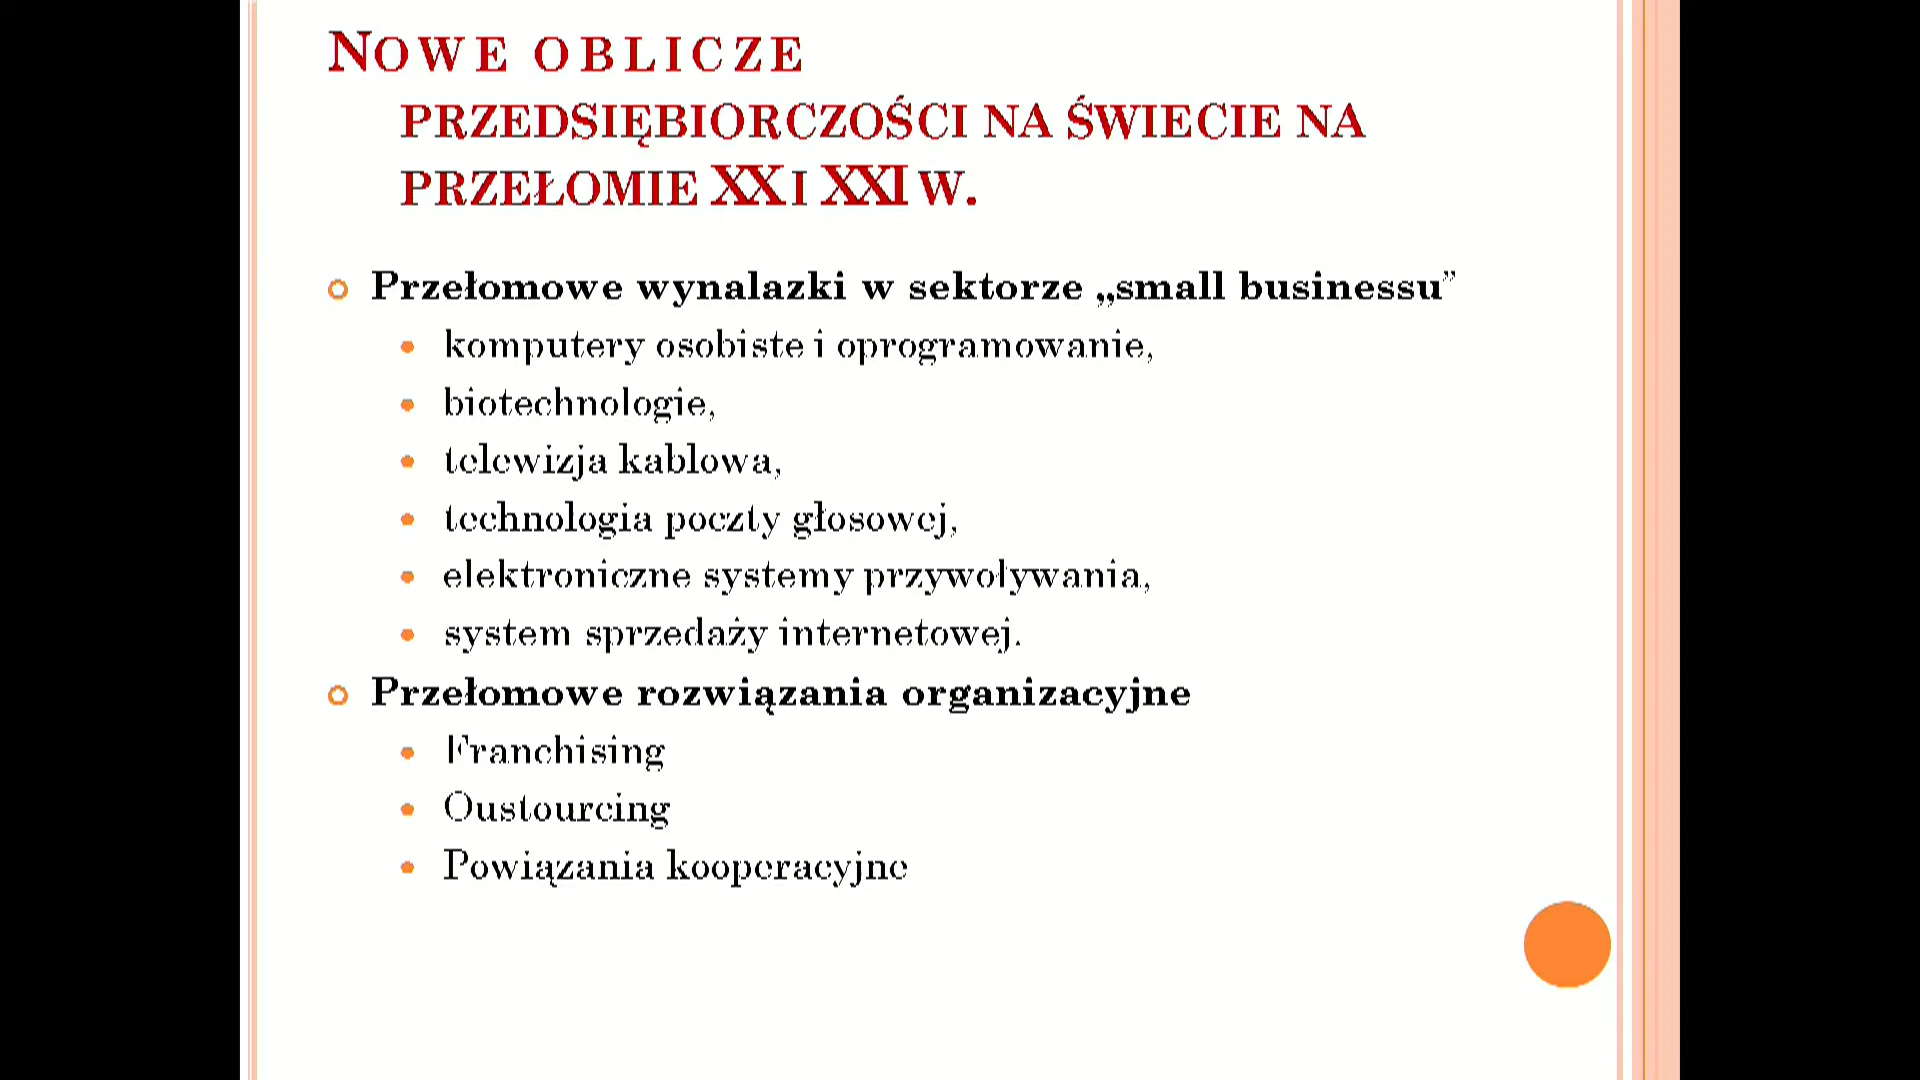 Nowe oblicze
przedsiębiorczości na świecie na
przełomie XX i XXI w.
Przełomowe wynalazki w sektorze „small businessu”
komputery osobiste i oprogramowanie,
biotechnologie,
telewizja kablowa,
technologia poczty głosowej,
elektroniczne systemy przywoływania,
system sprzedaży internetowej.
Przełomowe rozwiązania organizacyjne
Franchising
Oustourcing
Powiązania kooperacyjne